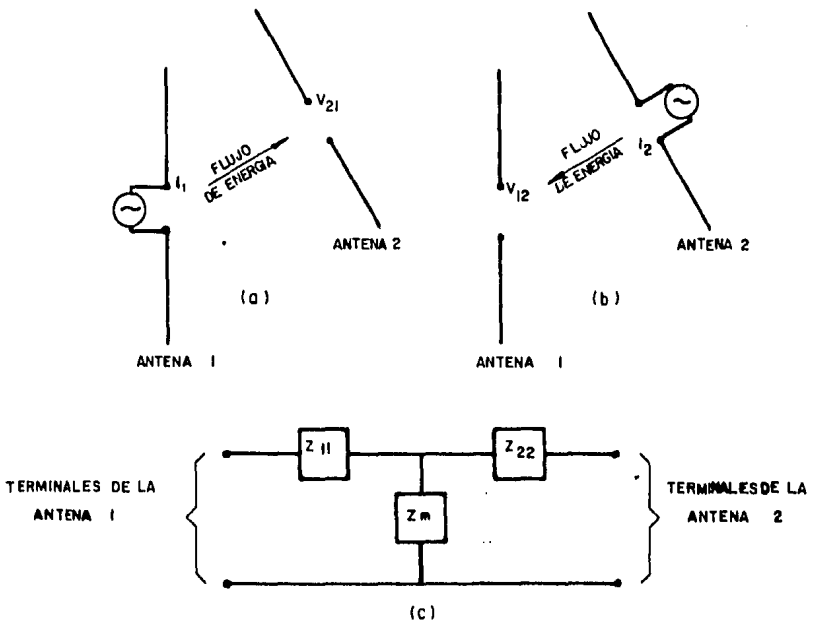 V21
I1
FLUJO
DE ENERGIA
ANTENA 2
(a)
ANTENA 1
I2
FLUJO
DE ENERGIA
V12
ANTENA 2
(b)
ANTENA 1
Z11
Z22
Zm
TERMINALES DE LA
ANTENA 1
TERMINALES DE LA
ANTENA 2
(c)